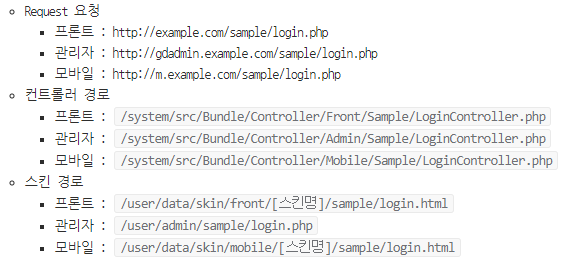 Request 요청
프론트 : http://example.com/sample/login.php
관리자 : http://gdadmin.example.com/sample/login.php
모바일 : http://m.example.com/sample/login.php
컨트롤러 경로
프론트 : /system/src/Bundle/Controller/Front/Sample/LoginController.php
관리자 : /system/src/Bundle/Controller/Admin/Sample/LoginController.php
모바일 : /system/src/Bundle/Controller/Mobile/Sample/LoginController.php
스킨 경로
프론트 : /user/data/skin/front/[스킨명]/sample/login.html
관리자 : /user/admin/sample/login.php
모바일 : /user/data/skin/mobile/[스킨명]/sample/login.html